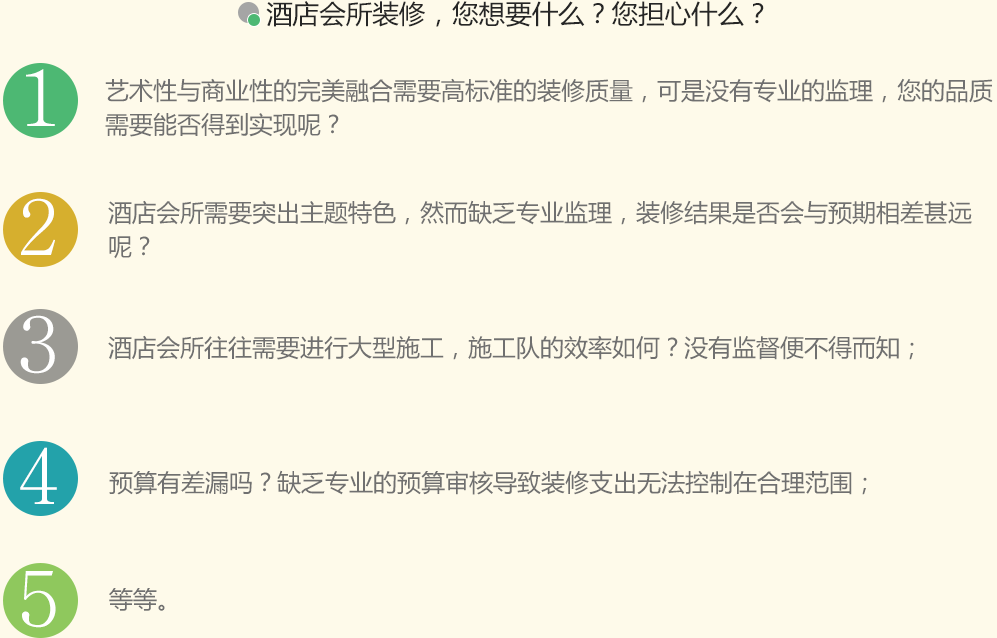 酒店会所装修，您想要什么？您担心什么？
1
艺术性与商业性的完美融合需要高标准的装修质量，可是没有专业的监理，您的品质
需要能否得到实现呢？
2
酒店会所需要突出主题特色，然而缺乏专业监理，装修结果是否会与预期相差甚远
呢？
3
酒店会所往往需要进行大型施工，施工队的效率如何？没有监督便不得而知；
4
预算有差漏吗？缺乏专业的预算审核导致装修支出无法控制在合理范围；
5
等等。